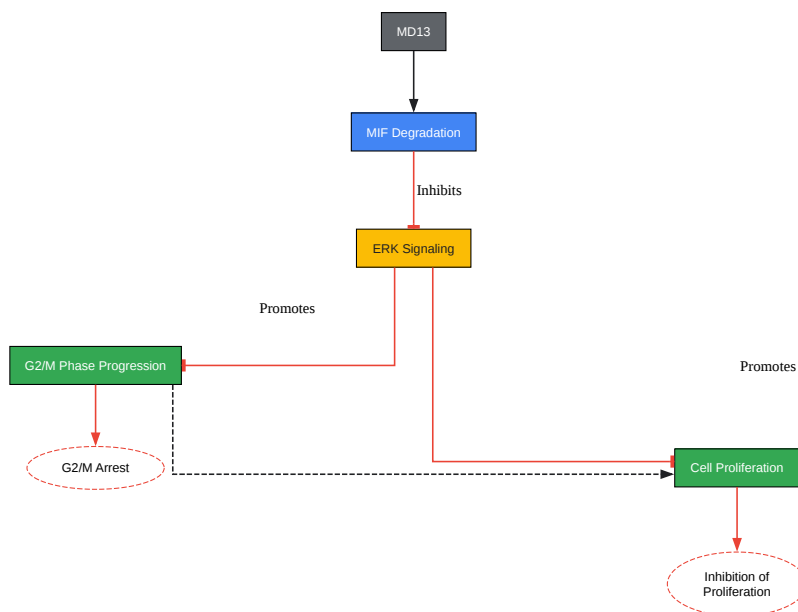 MD13
MIF Degradation
Inhibits
ERK Signaling
Promotes
G2/M Phase Progression
Promotes
G2/M Arrest
Cell Proliferation
Inhibition of
Proliferation